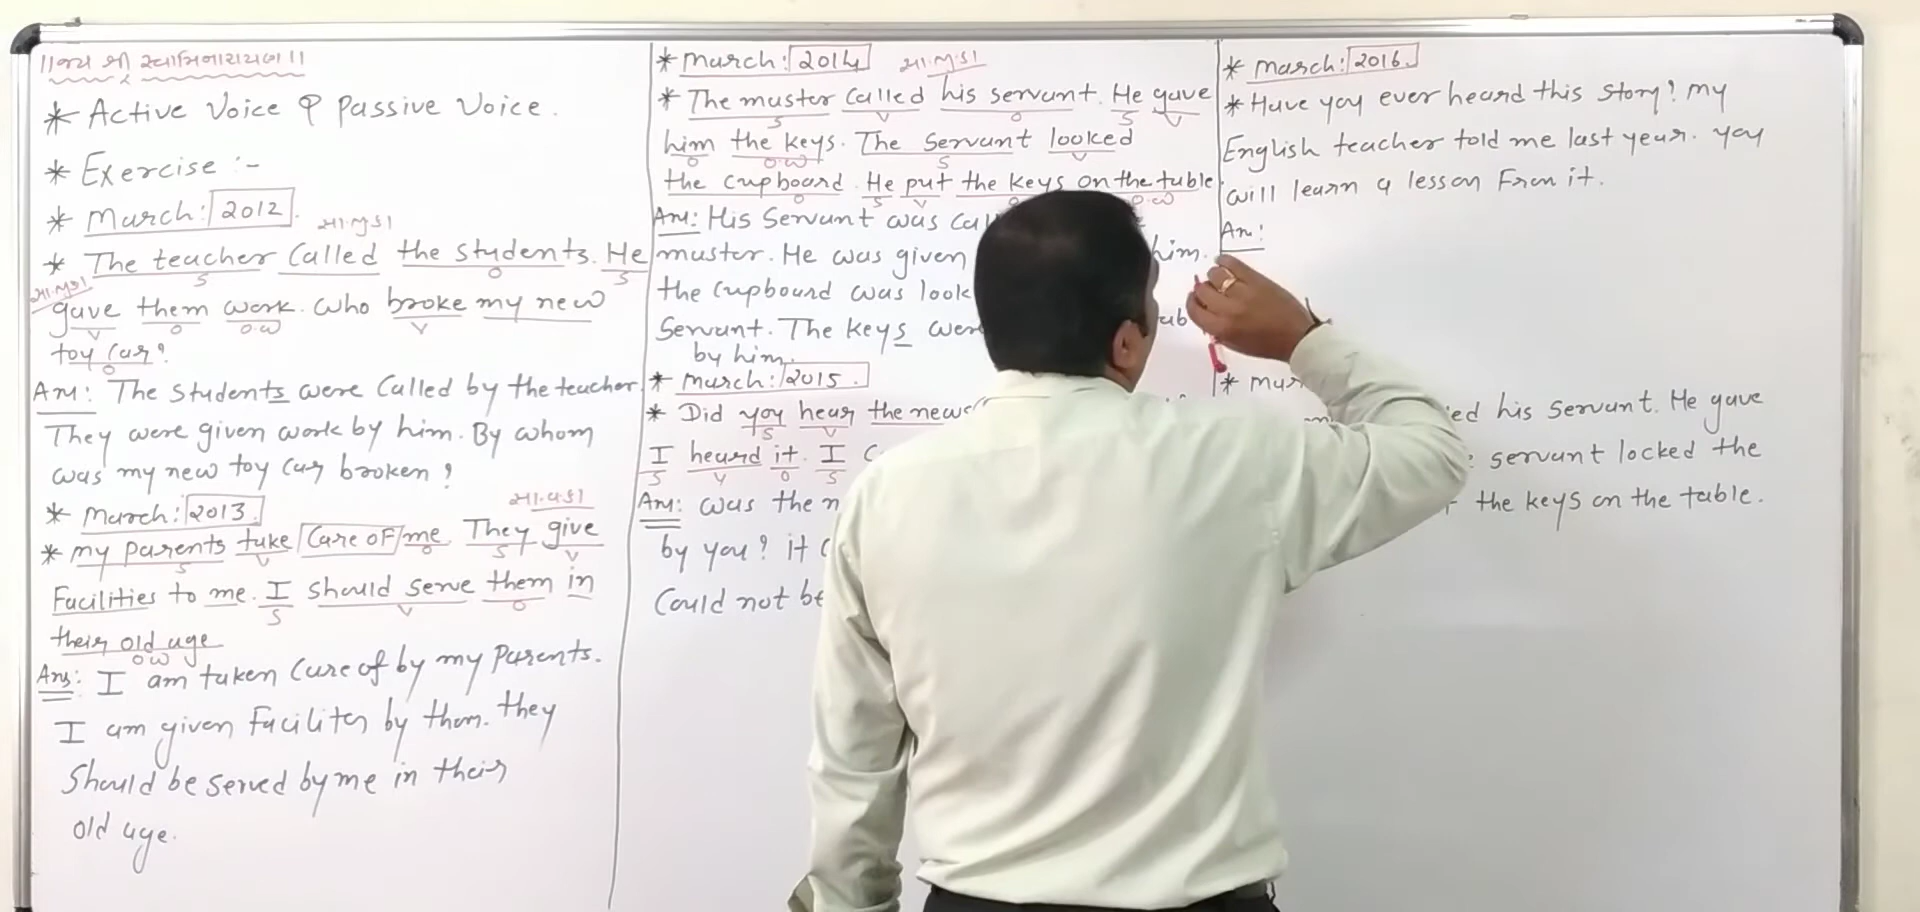 ॥જય શ્રી સ્વામિનારાયણ॥
* Active Voice & Passive Voice.
* Exercise :-
* March: 2012.
સા.ભુ.કા
* The teacher Called the students. He
સા.ભુ.કા
S O S
gave them work. Who broke my new
V O O.W V
toy Car?
O
Ans: The students were Called by the teacher.
They were given work by him. By whom
was my new toy Car broken?
* March: 2013.
સા.વ.કા
* my parents take Care of me. They give
S V O S V
Facilities to me. I should serve them in
S V O
their old age
O W
Ans: I am taken Care of by my Parents.
I am given Facilites by them. they
Should be served by me in their
old age.
* March: 2014
સા.ભુ.કા
* The master Called his servant. He gave
S V O S V
him the keys. The Servant looked
O O.W S V
the cupboard. He put the keys on the table.
O S V O.W
Ans: His Servant was
master. He was given him.
the cupboard was
Servant. The keys
by him.
* March: 2015.
* Did you hear the news
S V
I heard it. I
S V O S
Ans: was the
by you? it
Could not be
* March: 2016.
* Have you ever heard this story? My
English teacher told me last year. you
will learn a lesson From it.
Ans:
*
his Servant. He gave
servant locked the
the keys on the table.